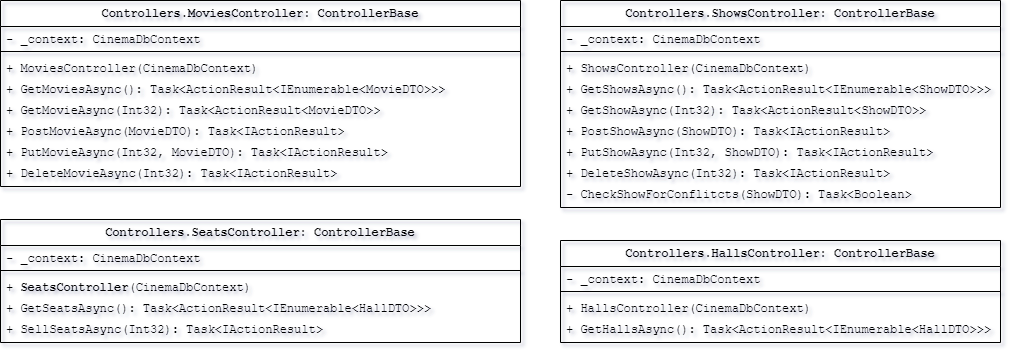 Controllers.MoviesController: ControllerBase
- _context: CinemaDbContext
+ MoviesController(CinemaDbContext)
+ GetMoviesAsync(): Task<ActionResult<IEnumerable<MovieDTO>>>
+ GetMovieAsync(Int32): Task<ActionResult<MovieDTO>>
+ PostMovieAsync(MovieDTO): Task<IActionResult>
+ PutMovieAsync(Int32, MovieDTO): Task<IActionResult>
+ DeleteMovieAsync(Int32): Task<IActionResult>
Controllers.ShowsController: ControllerBase
- _context: CinemaDbContext
+ ShowsController(CinemaDbContext)
+ GetShowsAsync(): Task<ActionResult<IEnumerable<ShowDTO>>>
+ GetShowAsync(Int32): Task<ActionResult<ShowDTO>>
+ PostShowAsync(ShowDTO): Task<IActionResult>
+ PutShowAsync(Int32, ShowDTO): Task<IActionResult>
+ DeleteShowAsync(Int32): Task<IActionResult>
- CheckShowForConflitcts(ShowDTO): Task<Boolean>
Controllers.SeatsController: ControllerBase
- _context: CinemaDbContext
+ SeatsController(CinemaDbContext)
+ GetSeatsAsync(): Task<ActionResult<IEnumerable<HallDTO>>>
+ SellSeatsAsync(Int32): Task<IActionResult>
Controllers.HallsController: ControllerBase
- _context: CinemaDbContext
+ HallsController(CinemaDbContext)
+ GetHallsAsync(): Task<ActionResult<IEnumerable<HallDTO>>>